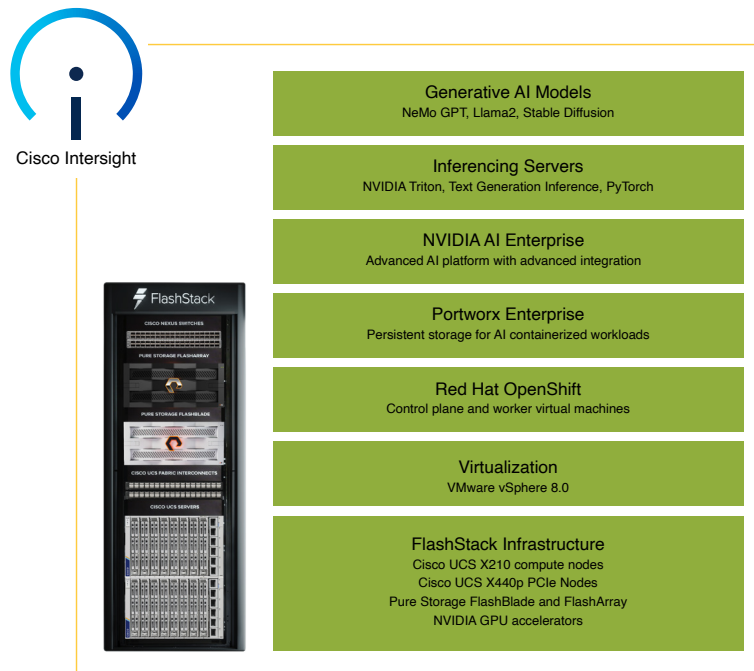 Cisco Intersight
Generative AI Models
NeMo GPT, Llama2, Stable Diffusion
Inferencing Servers
NVIDIA Triton, Text Generation Inference, PyTorch
NVIDIA AI Enterprise
Advanced AI platform with advanced integration
Portworx Enterprise
Persistent storage for AI containerized workloads
Red Hat OpenShift
Control plane and worker virtual machines
Virtualization
VMware vSphere 8.0
FlashStack Infrastructure
Cisco UCS X210 compute nodes
Cisco UCS X440p PCIe Nodes
Pure Storage FlashBlade and FlashArray
NVIDIA GPU accelerators
FlashStack
CISCO NEXUS SWITCHES
PURE STORAGE FLASHARRAY
PURE STORAGE FLASHBLADE
CISCO UCS FABRIC INTERCONNECTS
CISCO UCS SERVERS